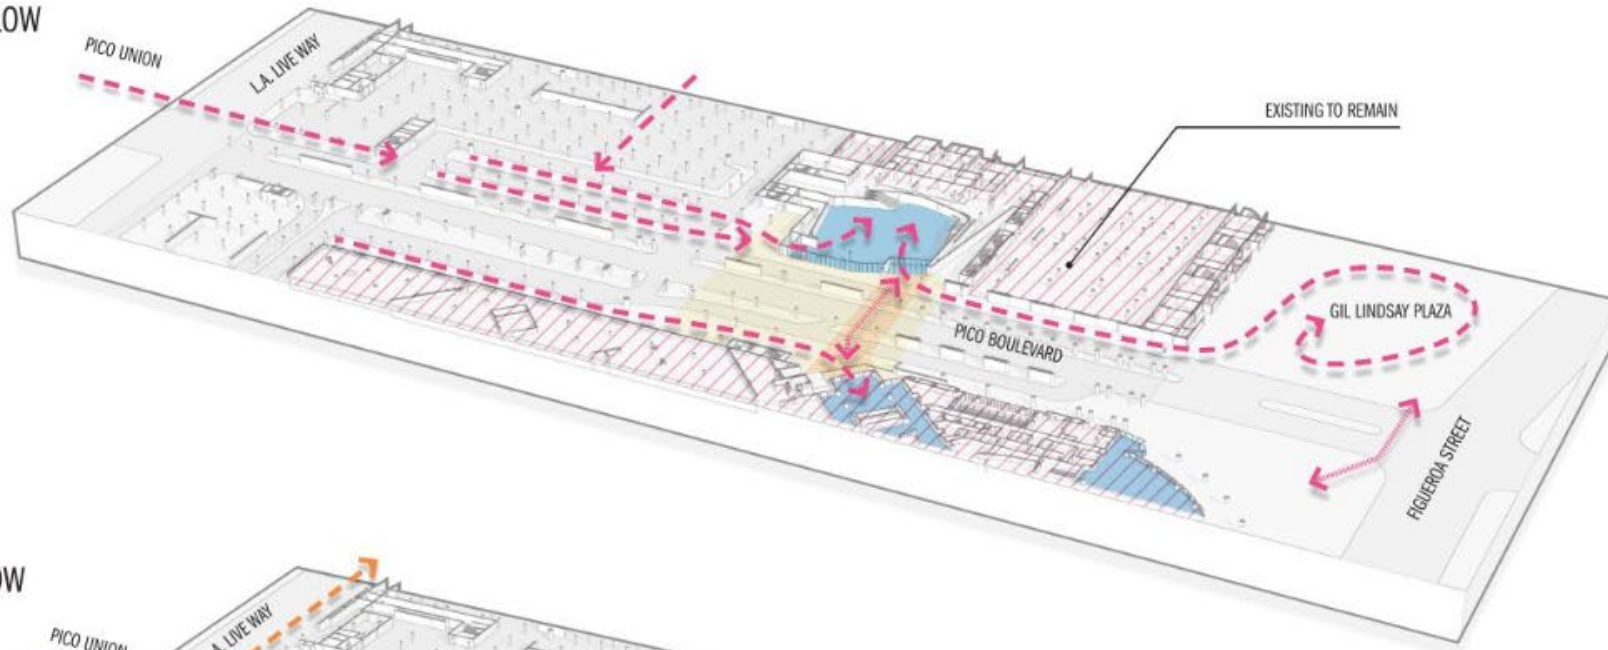 LOW
PICO UNION
L.A. LIVE WAY
EXISTING TO REMAIN
GIL LINDSAY PLAZA
PICO BOULEVARD
FIGUEROA STREET
OW
PICO UNION
A. LIVE WAY